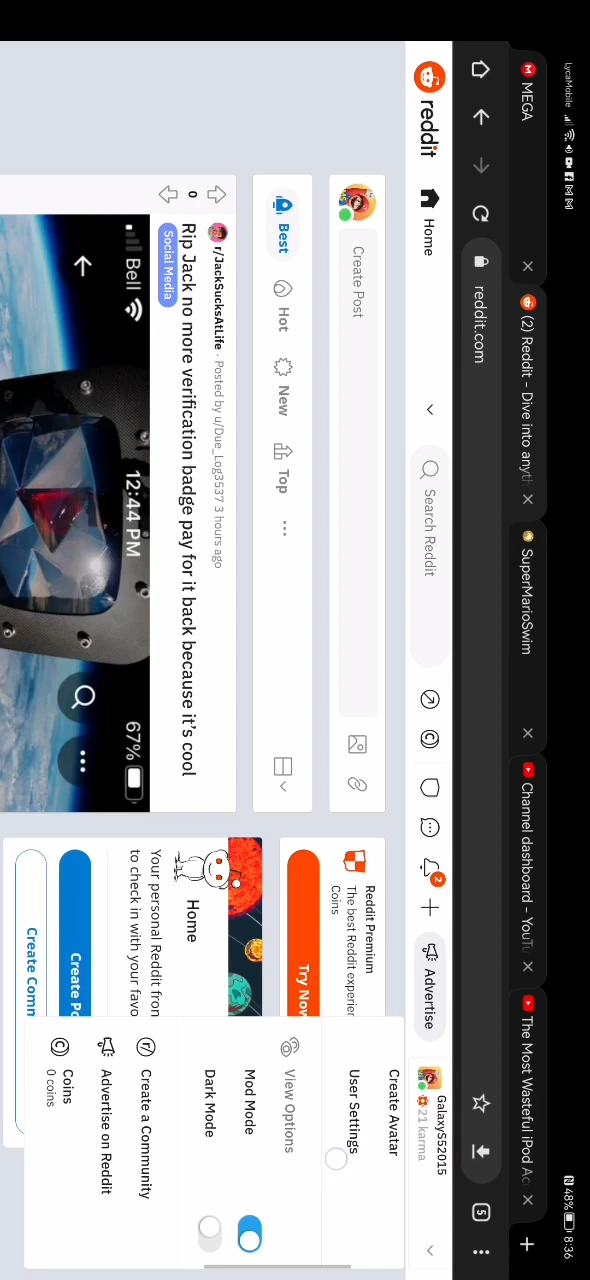 LycaMobile
48% 8:36
MEGA
(2) Reddit - Dive into anyth
SuperMarioSwim
Channel dashboard - YouTu
The Most Wasteful iPod Ac
reddit.com
5
reddit
Home
Search Reddit
2
Advertise
GalaxyS52015
21 karma
Create Post
Best
Hot
New
Top
r/JackSucksAtLife · Posted by u/Due_Log3537 3 hours ago
0
Rip Jack no more verification badge pay for it back because it's cool
Social Media
Bell
12:44 PM
67%
Reddit Premium
The best Reddit experien
Coins
Try Now
Home
Your personal Reddit fron
to check in with your favo
Create Po
Create Comm
Create Avatar
User Settings
View Options
Mod Mode
Dark Mode
Create a Community
Advertise on Reddit
Coins
0 coins